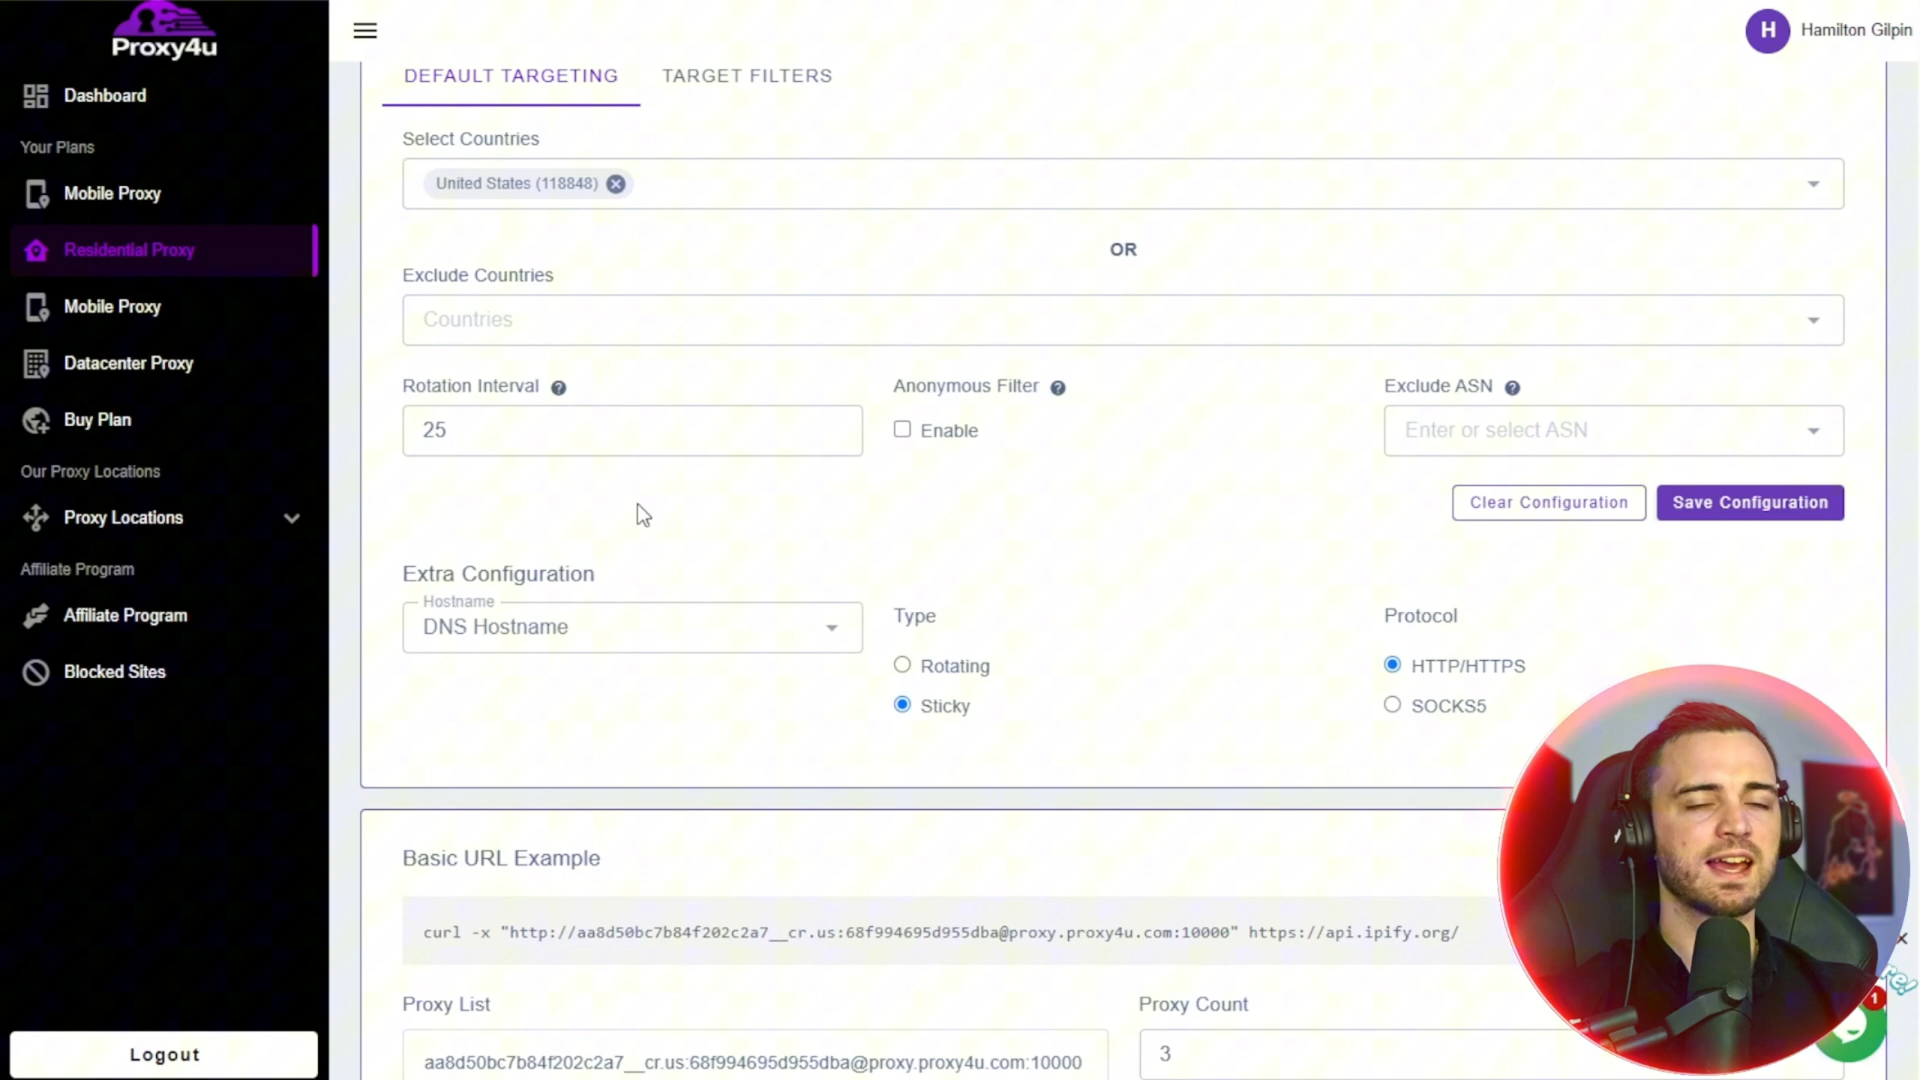 Proxy4u
Dashboard
Your Plans
Mobile Proxy
Residential Proxy
Mobile Proxy
Datacenter Proxy
Buy Plan
Our Proxy Locations
Proxy Locations
Affiliate Program
Affiliate Program
Blocked Sites
Logout
H Hamilton Gilpin
DEFAULT TARGETING TARGET FILTERS
Select Countries
United States (118848)
OR
Exclude Countries
Countries
Rotation Interval Anonymous Filter Exclude ASN
25 Enable Enter or select ASN
Clear Configuration Save Configuration
Extra Configuration
Hostname
DNS Hostname
Type
Rotating
Sticky
Protocol
HTTP/HTTPS
SOCKS5
Basic URL Example
curl -x "http://aa8d50bc7b84f202c2a7__cr.us:68f994695d955dba@proxy.proxy4u.com:10000" https://api.ipify.org/
Proxy List Proxy Count
aa8d50bc7b84f202c2a7__cr.us:68f994695d955dba@proxy.proxy4u.com:10000 3
1